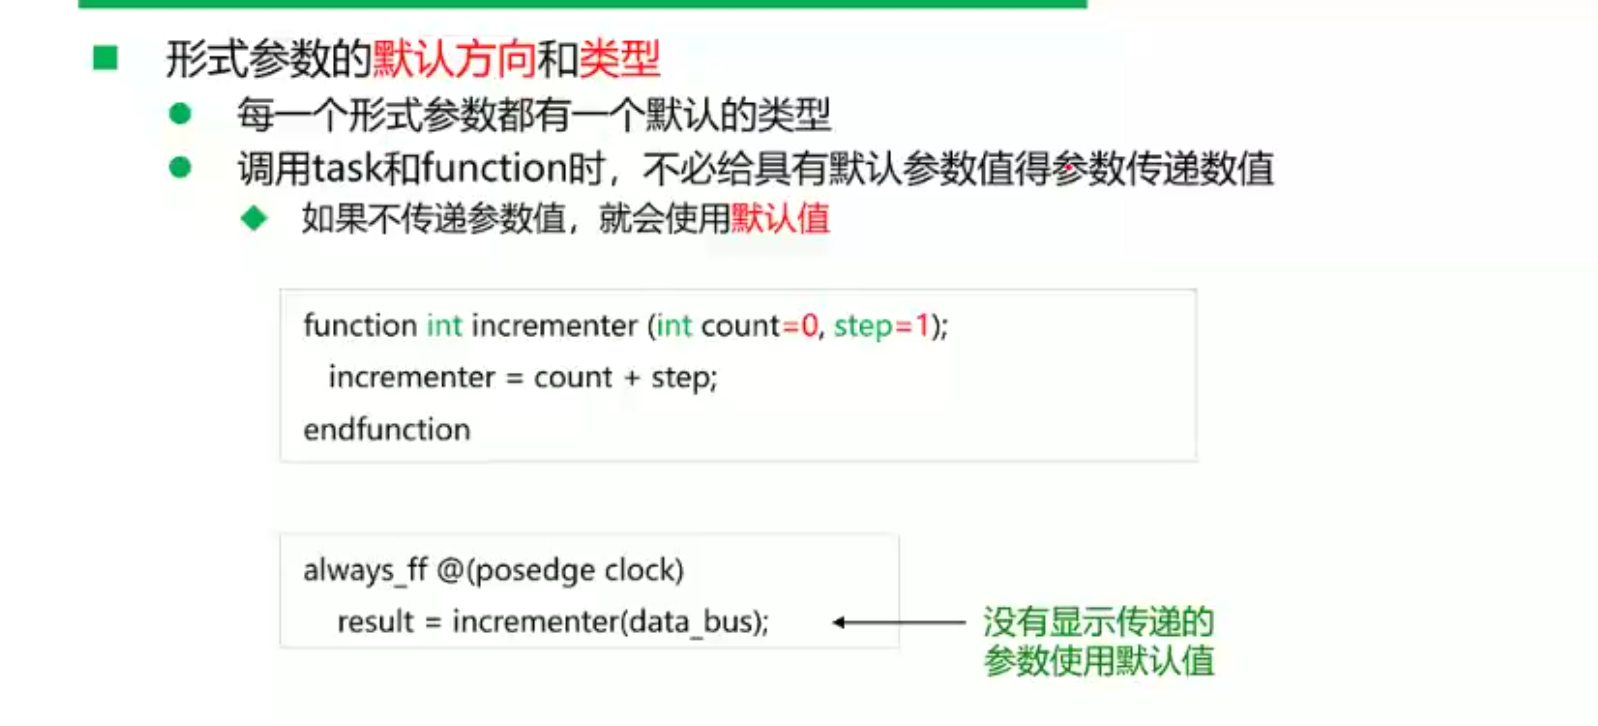 形式参数的默认方向和类型
每一个形式参数都有一个默认的类型
调用task和function时，不必给具有默认参数值得参数传递数值
如果不传递参数值，就会使用默认值
function int incrementer (int count=0, step=1);
incrementer = count + step;
endfunction
always_ff @(posedge clock)
result = incrementer(data_bus);
没有显示传递的
参数使用默认值